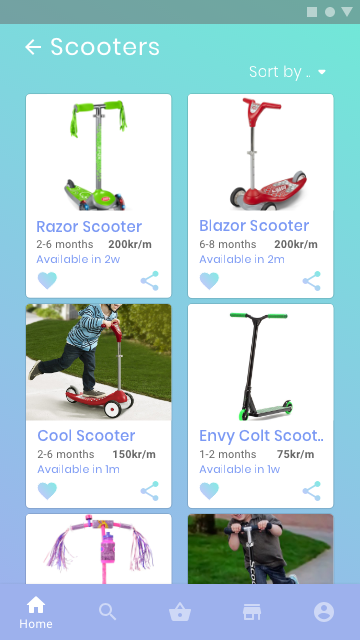 Scooters
Sort by ..
Razor Scooter
2-6 months 200kr/m
Available in 2w
Blazor Scooter
6-8 months 200kr/m
Available in 2m
Cool Scooter
2-6 months 150kr/m
Available in 1m
Envy Colt Scoot..
1-2 months 75kr/m
Available in 1w
Home